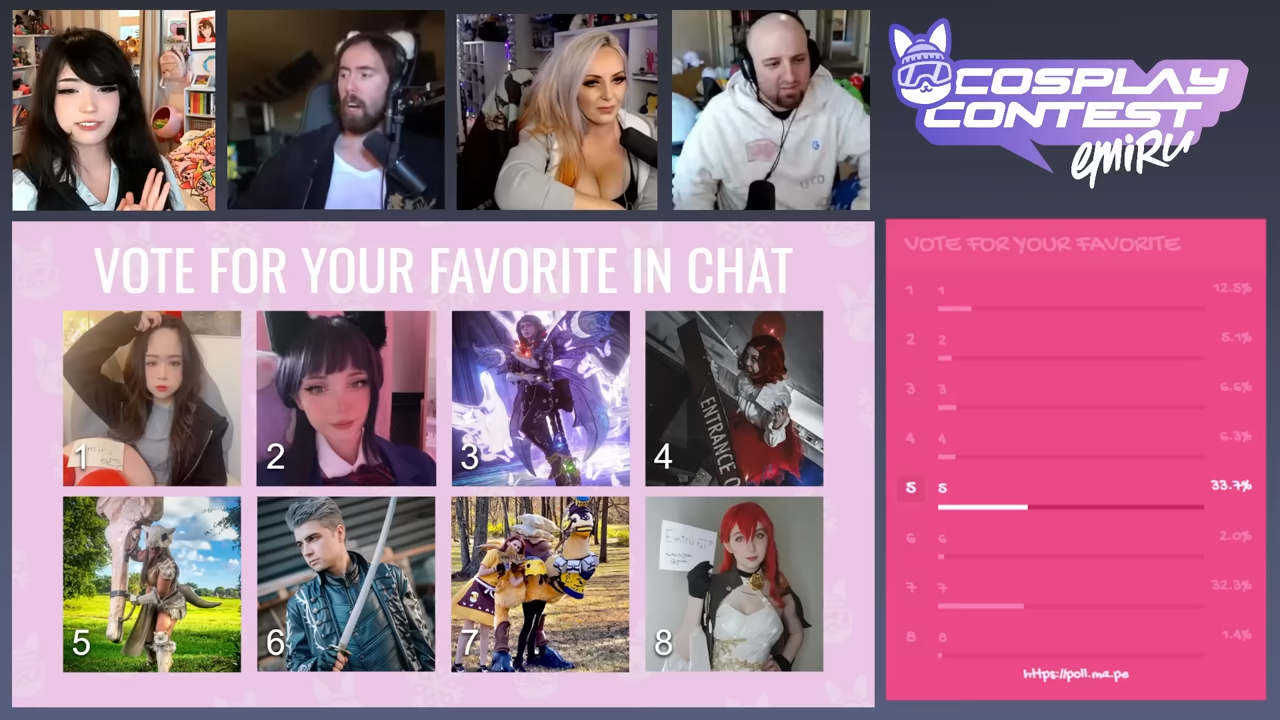 COSPLAY
CONTEST
emiru
VOTE FOR YOUR FAVORITE IN CHAT
1
2
3
4
ENTRANCE O
5
6
7
8
Emiru
VOTE FOR YOUR FAVORITE
1 1 12.5%
2 2 5.1%
3 3 6.6%
4 4 6.3%
5 5 33.7%
6 6 2.0%
7 7 32.3%
8 8 1.4%
https://poll.ma.pe